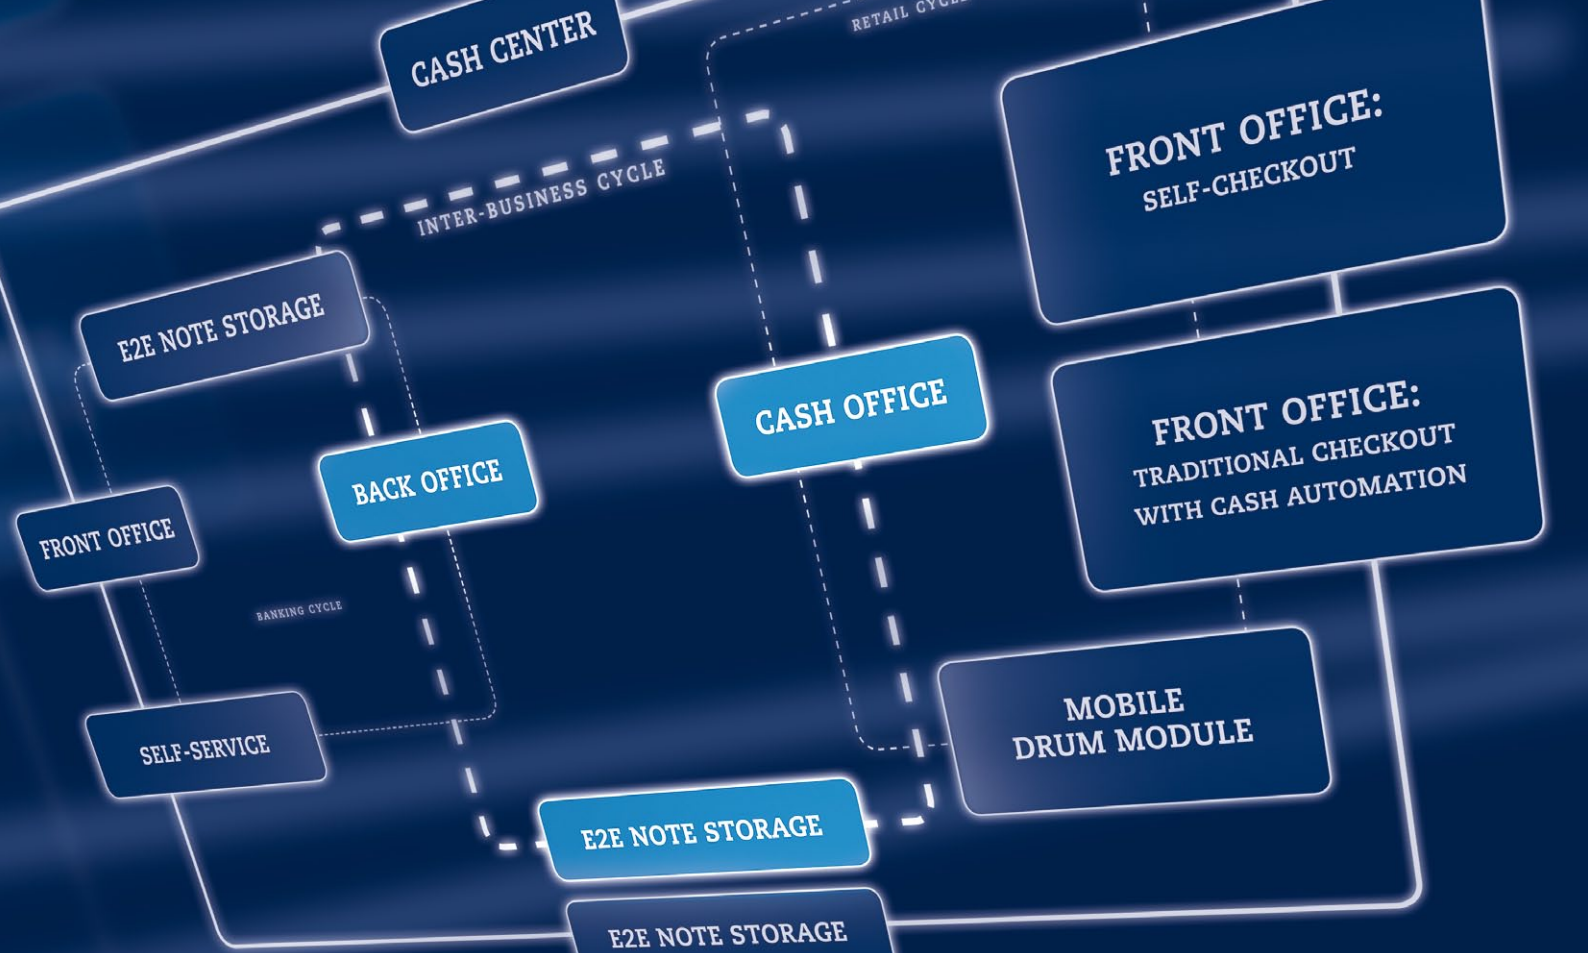 CASH CENTER
RETAIL CYCLE
FRONT OFFICE:
SELF-CHECKOUT
INTER-BUSINESS CYCLE
E2E NOTE STORAGE
CASH OFFICE
FRONT OFFICE:
TRADITIONAL CHECKOUT
WITH CASH AUTOMATION
BACK OFFICE
FRONT OFFICE
BANKING CYCLE
MOBILE
DRUM MODULE
SELF-SERVICE
E2E NOTE STORAGE
E2E NOTE STORAGE